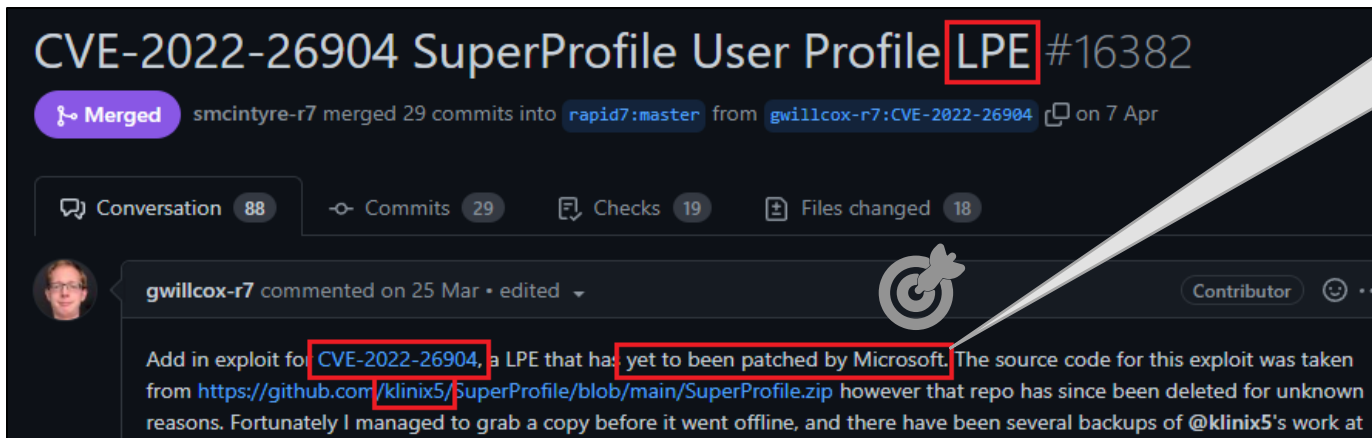 CVE-2022-26904 SuperProfile User Profile LPE #16382
Merged smcintyre-r7 merged 29 commits into rapid7:master from gwillcox-r7:CVE-2022-26904 on 7 Apr
Conversation 88 Commits 29 Checks 19 Files changed 18
gwillcox-r7 commented on 25 Mar • edited Contributor
Add in exploit for CVE-2022-26904, a LPE that has yet to been patched by Microsoft. The source code for this exploit was taken
from https://github.com/klinix5/SuperProfile/blob/main/SuperProfile.zip however that repo has since been deleted for unknown
reasons. Fortunately I managed to grab a copy before it went offline, and there have been several backups of @klinix5's work at